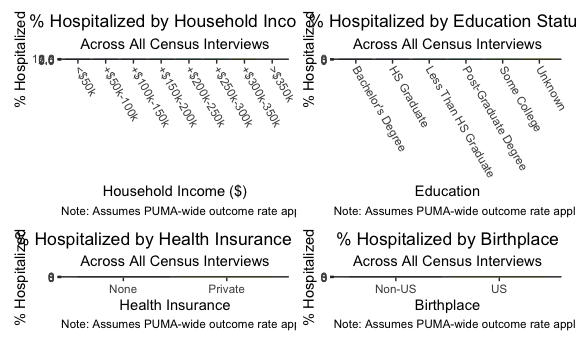 % Hospitalized by Household Inco
Across All Census Interviews
% Hospitalized
<$50k
+$50k-100k
+$100k-150k
+$150k-200k
+$200k-250k
+$250k-300k
+$300k-350k
>$350k
Household Income ($)
Note: Assumes PUMA-wide outcome rate app
% Hospitalized by Education Statu
Across All Census Interviews
% Hospitalized
Bachelor's Degree
HS Graduate
Less Than HS Graduate
Post-Graduate Degree
Some College
Unknown
Education
Note: Assumes PUMA-wide outcome rate appl
% Hospitalized by Health Insurance
Across All Census Interviews
% Hospitalized
None
Private
Health Insurance
Note: Assumes PUMA-wide outcome rate app
% Hospitalized by Birthplace
Across All Census Interviews
% Hospitalized
Non-US
US
Birthplace
Note: Assumes PUMA-wide outcome rate appl